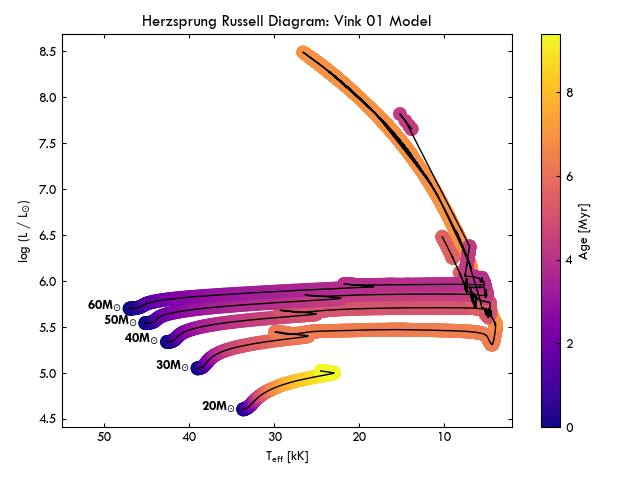 Herzsprung Russell Diagram: Vink 01 Model
8.5
8.0
7.5
7.0
6.5
6.0
5.5
5.0
4.5
log (L / L☉)
60M☉
50M☉
40M☉
30M☉
20M☉
50
40
30
20
10
T_eff [kK]
8
6
4
2
0
Age [Myr]